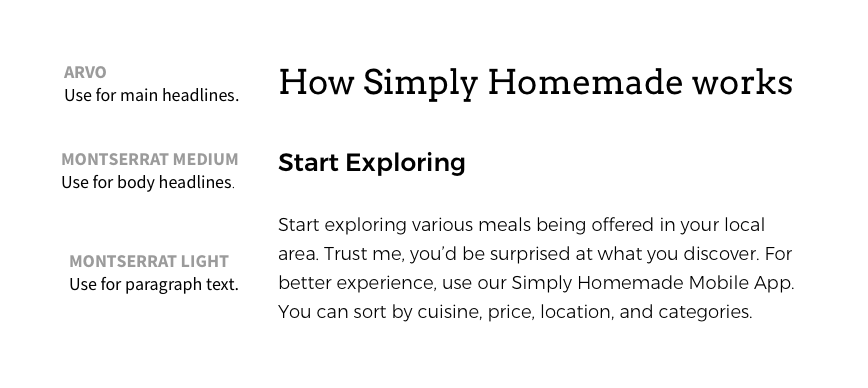 ARVO
Use for main headlines.
How Simply Homemade works
MONTSERRAT MEDIUM
Use for body headlines.
Start Exploring
MONTSERRAT LIGHT
Use for paragraph text.
Start exploring various meals being offered in your local
area. Trust me, you’d be surprised at what you discover. For
better experience, use our Simply Homemade Mobile App.
You can sort by cuisine, price, location, and categories.